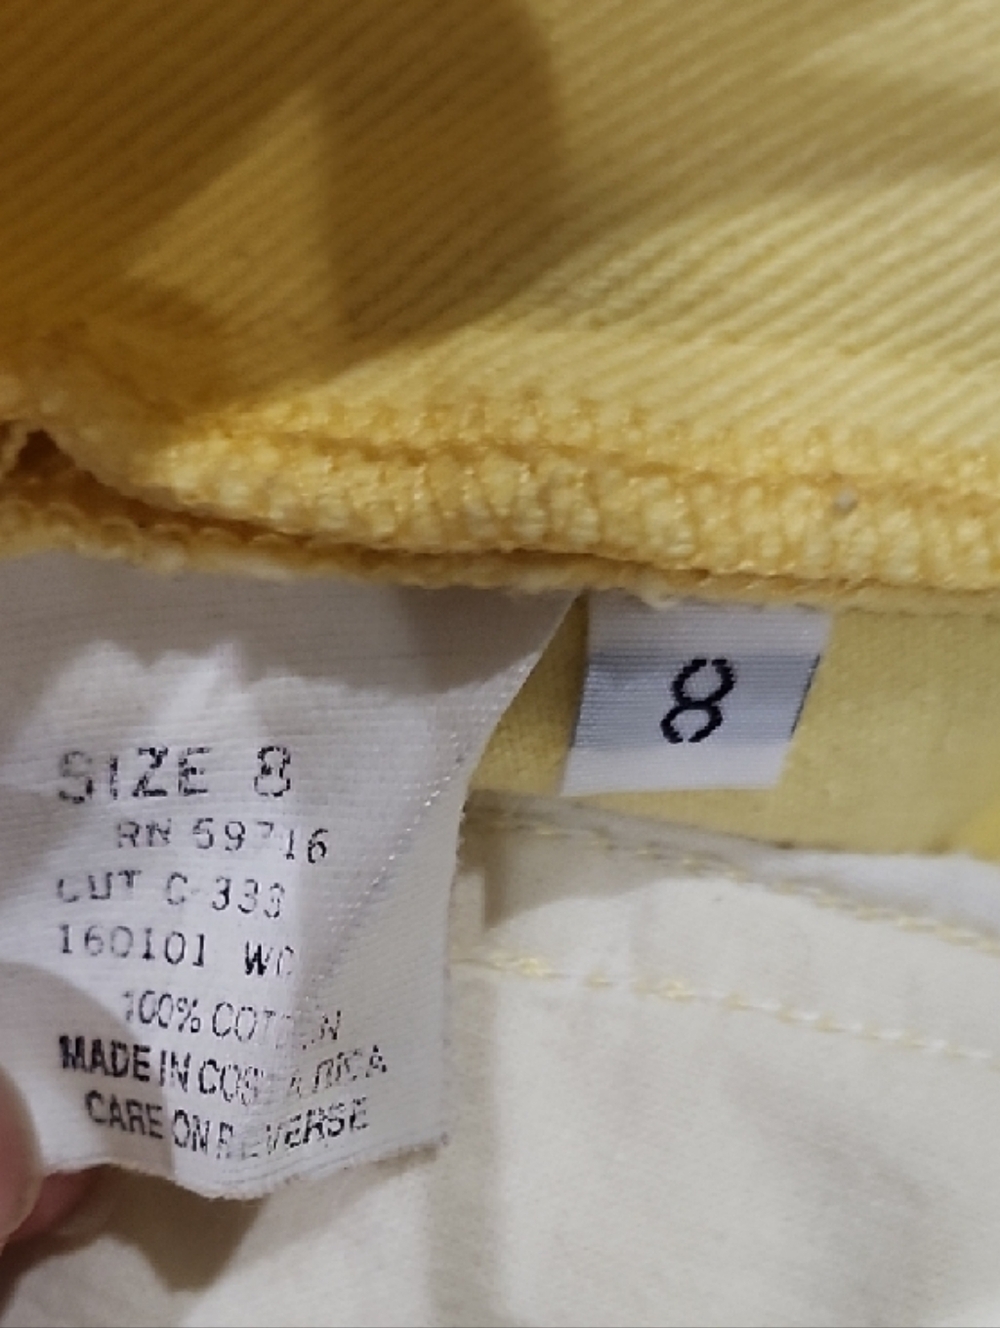 SIZE 8
RN 59716
CUT C-333
160101 WC
100% COTTON
MADE IN COSTA RICA
CARE ON REVERSE
8